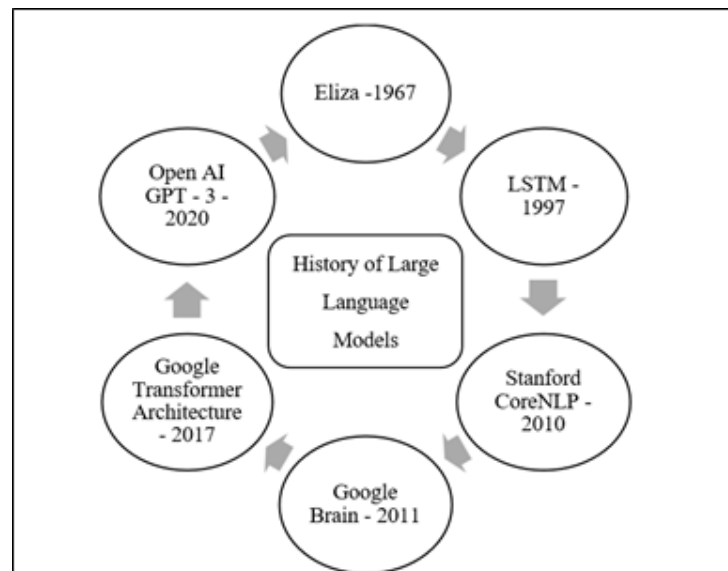 Eliza -1967
LSTM -
1997
Stanford
CoreNLP -
2010
Google
Brain - 2011
Google
Transformer
Architecture
- 2017
Open AI
GPT - 3 -
2020
History of Large
Language
Models